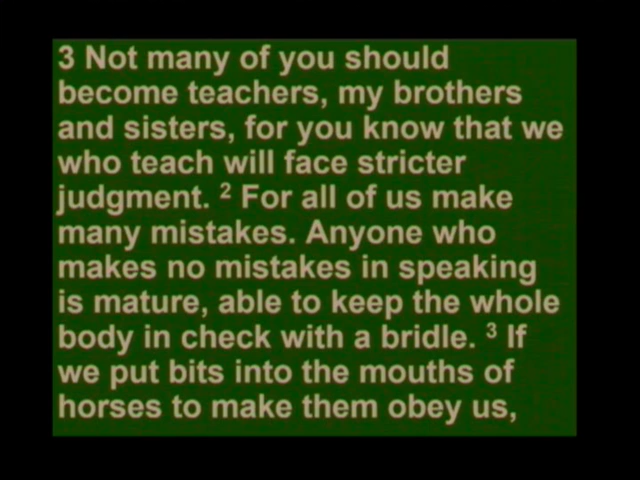 3 Not many of you should
become teachers, my brothers
and sisters, for you know that we
who teach will face stricter
judgment. ² For all of us make
many mistakes. Anyone who
makes no mistakes in speaking
is mature, able to keep the whole
body in check with a bridle. ³ If
we put bits into the mouths of
horses to make them obey us,